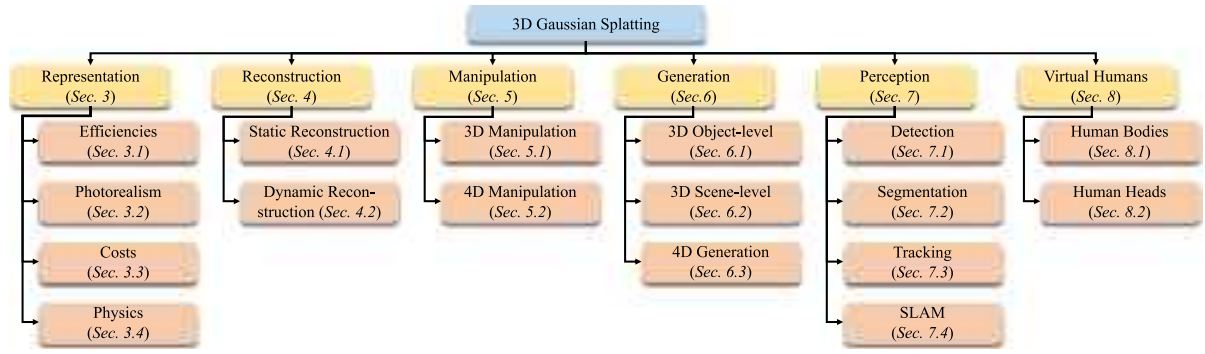 3D Gaussian Splatting
Representation
(Sec. 3)
Efficiencies
(Sec. 3.1)
Photorealism
(Sec. 3.2)
Costs
(Sec. 3.3)
Physics
(Sec. 3.4)
Reconstruction
(Sec. 4)
Static Reconstruction
(Sec. 4.1)
Dynamic Recon-
struction (Sec. 4.2)
Manipulation
(Sec. 5)
3D Manipulation
(Sec. 5.1)
4D Manipulation
(Sec. 5.2)
Generation
(Sec.6)
3D Object-level
(Sec. 6.1)
3D Scene-level
(Sec. 6.2)
4D Generation
(Sec. 6.3)
Perception
(Sec. 7)
Detection
(Sec. 7.1)
Segmentation
(Sec. 7.2)
Tracking
(Sec. 7.3)
SLAM
(Sec. 7.4)
Virtual Humans
(Sec. 8)
Human Bodies
(Sec. 8.1)
Human Heads
(Sec. 8.2)